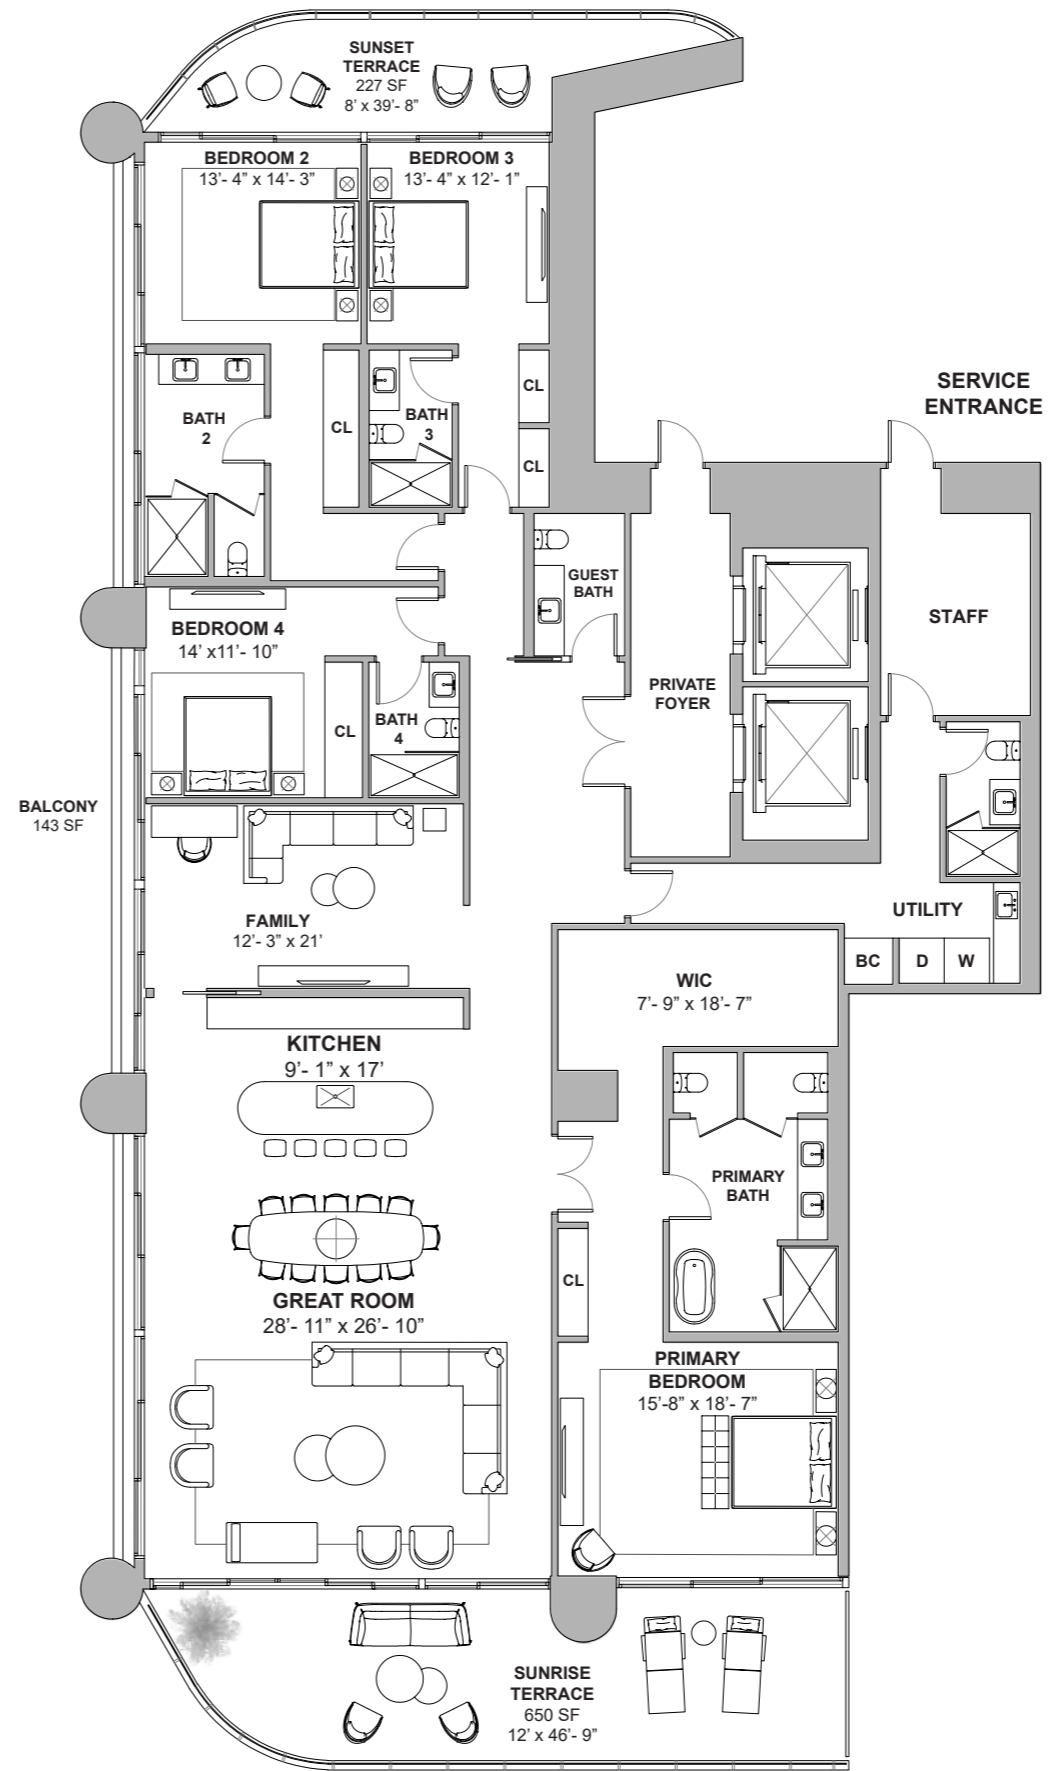 SUNSET
TERRACE
227 SF
8' x 39'- 8”
BEDROOM 2
13'- 4” x 14'- 3”
BEDROOM 3
13'- 4” x 12'- 1”
SERVICE
ENTRANCE
CL
BATH
2
CL
BATH
3
CL
GUEST
BATH
STAFF
BEDROOM 4
14' x11'- 10”
PRIVATE
FOYER
CL
BATH
4
BALCONY
143 SF
FAMILY
12'- 3” x 21'
UTILITY
BC
D
W
WIC
7'- 9” x 18'- 7”
KITCHEN
9'- 1” x 17'
PRIMARY
BATH
CL
GREAT ROOM
28'- 11” x 26'- 10”
PRIMARY
BEDROOM
15'-8” x 18'- 7”
SUNRISE
TERRACE
650 SF
12' x 46'- 9”